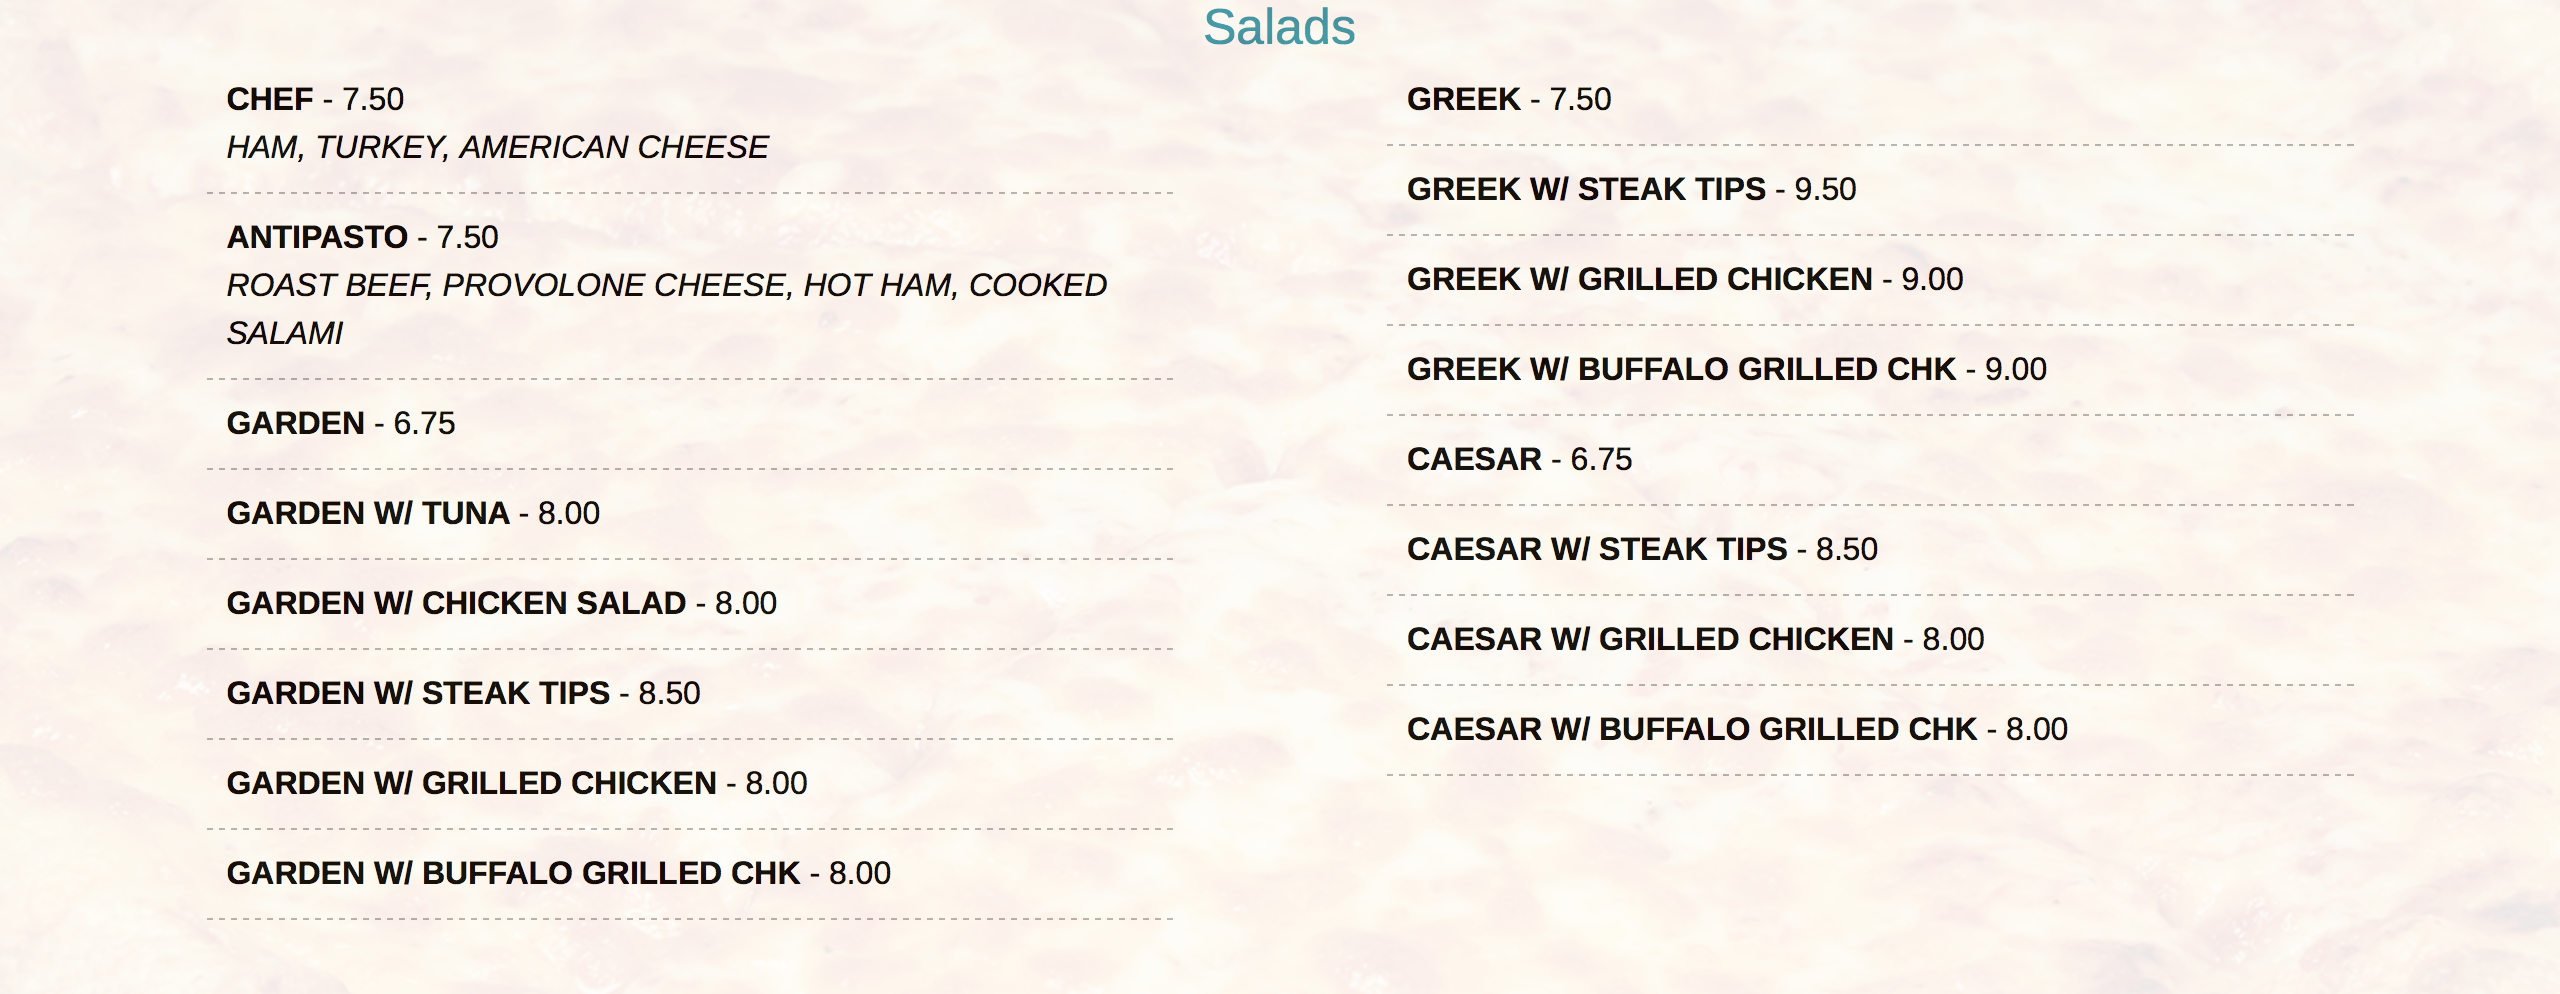 Salads
CHEF - 7.50
HAM, TURKEY, AMERICAN CHEESE
ANTIPASTO - 7.50
ROAST BEEF, PROVOLONE CHEESE, HOT HAM, COOKED
SALAMI
GARDEN - 6.75
GARDEN W/ TUNA - 8.00
GARDEN W/ CHICKEN SALAD - 8.00
GARDEN W/ STEAK TIPS - 8.50
GARDEN W/ GRILLED CHICKEN - 8.00
GARDEN W/ BUFFALO GRILLED CHK - 8.00
GREEK - 7.50
GREEK W/ STEAK TIPS - 9.50
GREEK W/ GRILLED CHICKEN - 9.00
GREEK W/ BUFFALO GRILLED CHK - 9.00
CAESAR - 6.75
CAESAR W/ STEAK TIPS - 8.50
CAESAR W/ GRILLED CHICKEN - 8.00
CAESAR W/ BUFFALO GRILLED CHK - 8.00